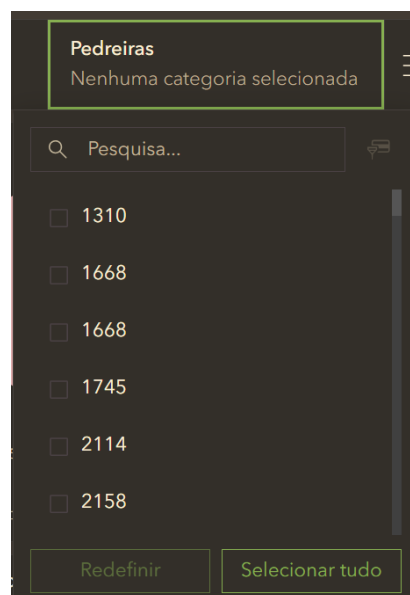 Pedreiras
Nenhuma categoria selecionada
Pesquisa...
1310
1668
1668
1745
2114
2158
Redefinir
Selecionar tudo